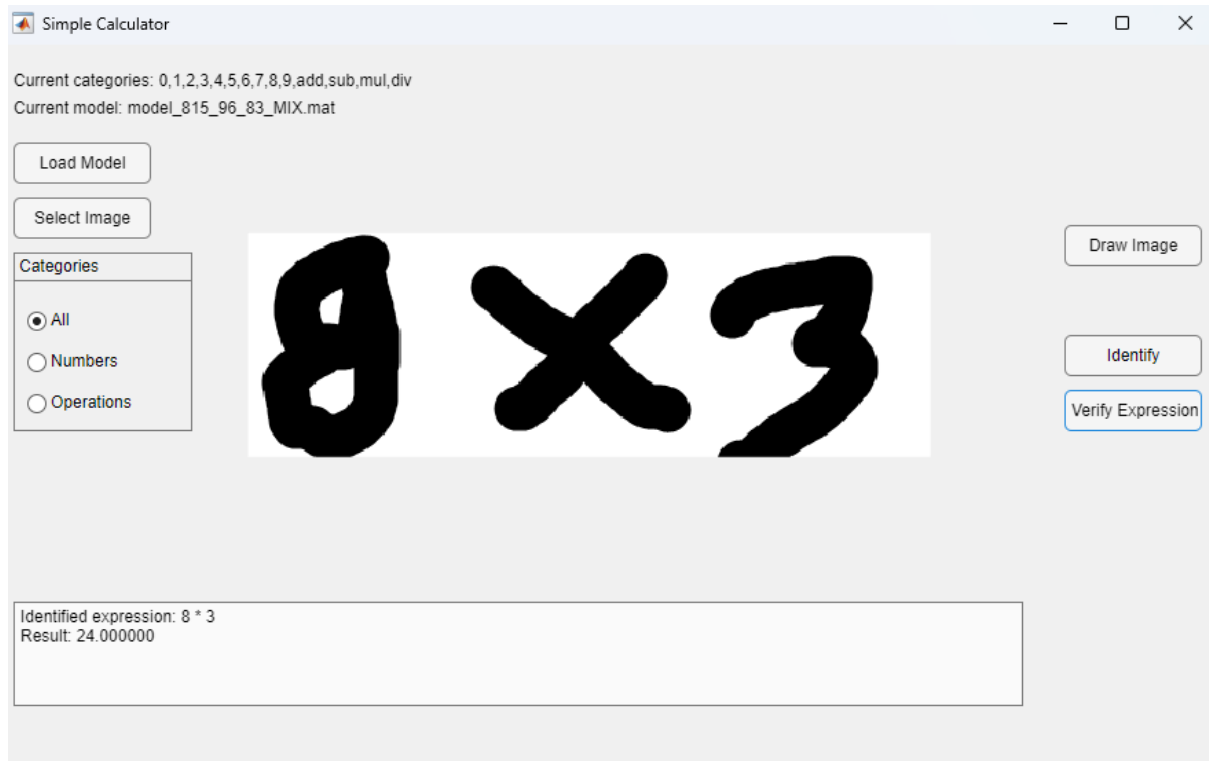 Simple Calculator
Current categories: 0,1,2,3,4,5,6,7,8,9,add,sub,mul,div
Current model: model_815_96_83_MIX.mat
Load Model
Select Image
Categories
All
Numbers
Operations
8 × 3
Draw Image
Identify
Verify Expression
Identified expression: 8 * 3
Result: 24.000000